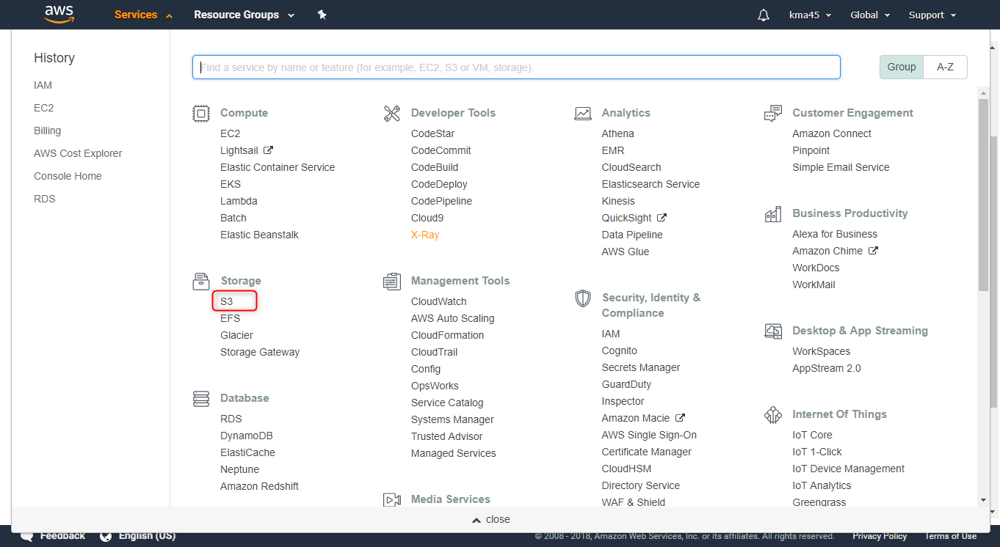 aws
Services
Resource Groups
kma45
Global
Support
History
IAM
EC2
Billing
AWS Cost Explorer
Console Home
RDS
Find a service by name or feature (for example, EC2, S3 or VM, storage).
Group
A-Z
Compute
EC2
Lightsail
Elastic Container Service
EKS
Lambda
Batch
Elastic Beanstalk
Storage
S3
EFS
Glacier
Storage Gateway
Database
RDS
DynamoDB
ElastiCache
Neptune
Amazon Redshift
Developer Tools
CodeStar
CodeCommit
CodeBuild
CodeDeploy
CodePipeline
Cloud9
X-Ray
Management Tools
CloudWatch
AWS Auto Scaling
CloudFormation
CloudTrail
Config
OpsWorks
Service Catalog
Systems Manager
Trusted Advisor
Managed Services
Media Services
Analytics
Athena
EMR
CloudSearch
Elasticsearch Service
Kinesis
QuickSight
Data Pipeline
AWS Glue
Security, Identity &
Compliance
IAM
Cognito
Secrets Manager
GuardDuty
Inspector
Amazon Macie
AWS Single Sign-On
Certificate Manager
CloudHSM
Directory Service
WAF & Shield
Customer Engagement
Amazon Connect
Pinpoint
Simple Email Service
Business Productivity
Alexa for Business
Amazon Chime
WorkDocs
WorkMail
Desktop & App Streaming
WorkSpaces
AppStream 2.0
Internet Of Things
IoT Core
IoT 1-Click
IoT Device Management
IoT Analytics
Greengrass
close
Feedback
English (US)
© 2008 - 2018, Amazon Web Services, Inc. or its affiliates. All rights reserved.
Privacy Policy
Terms of Use